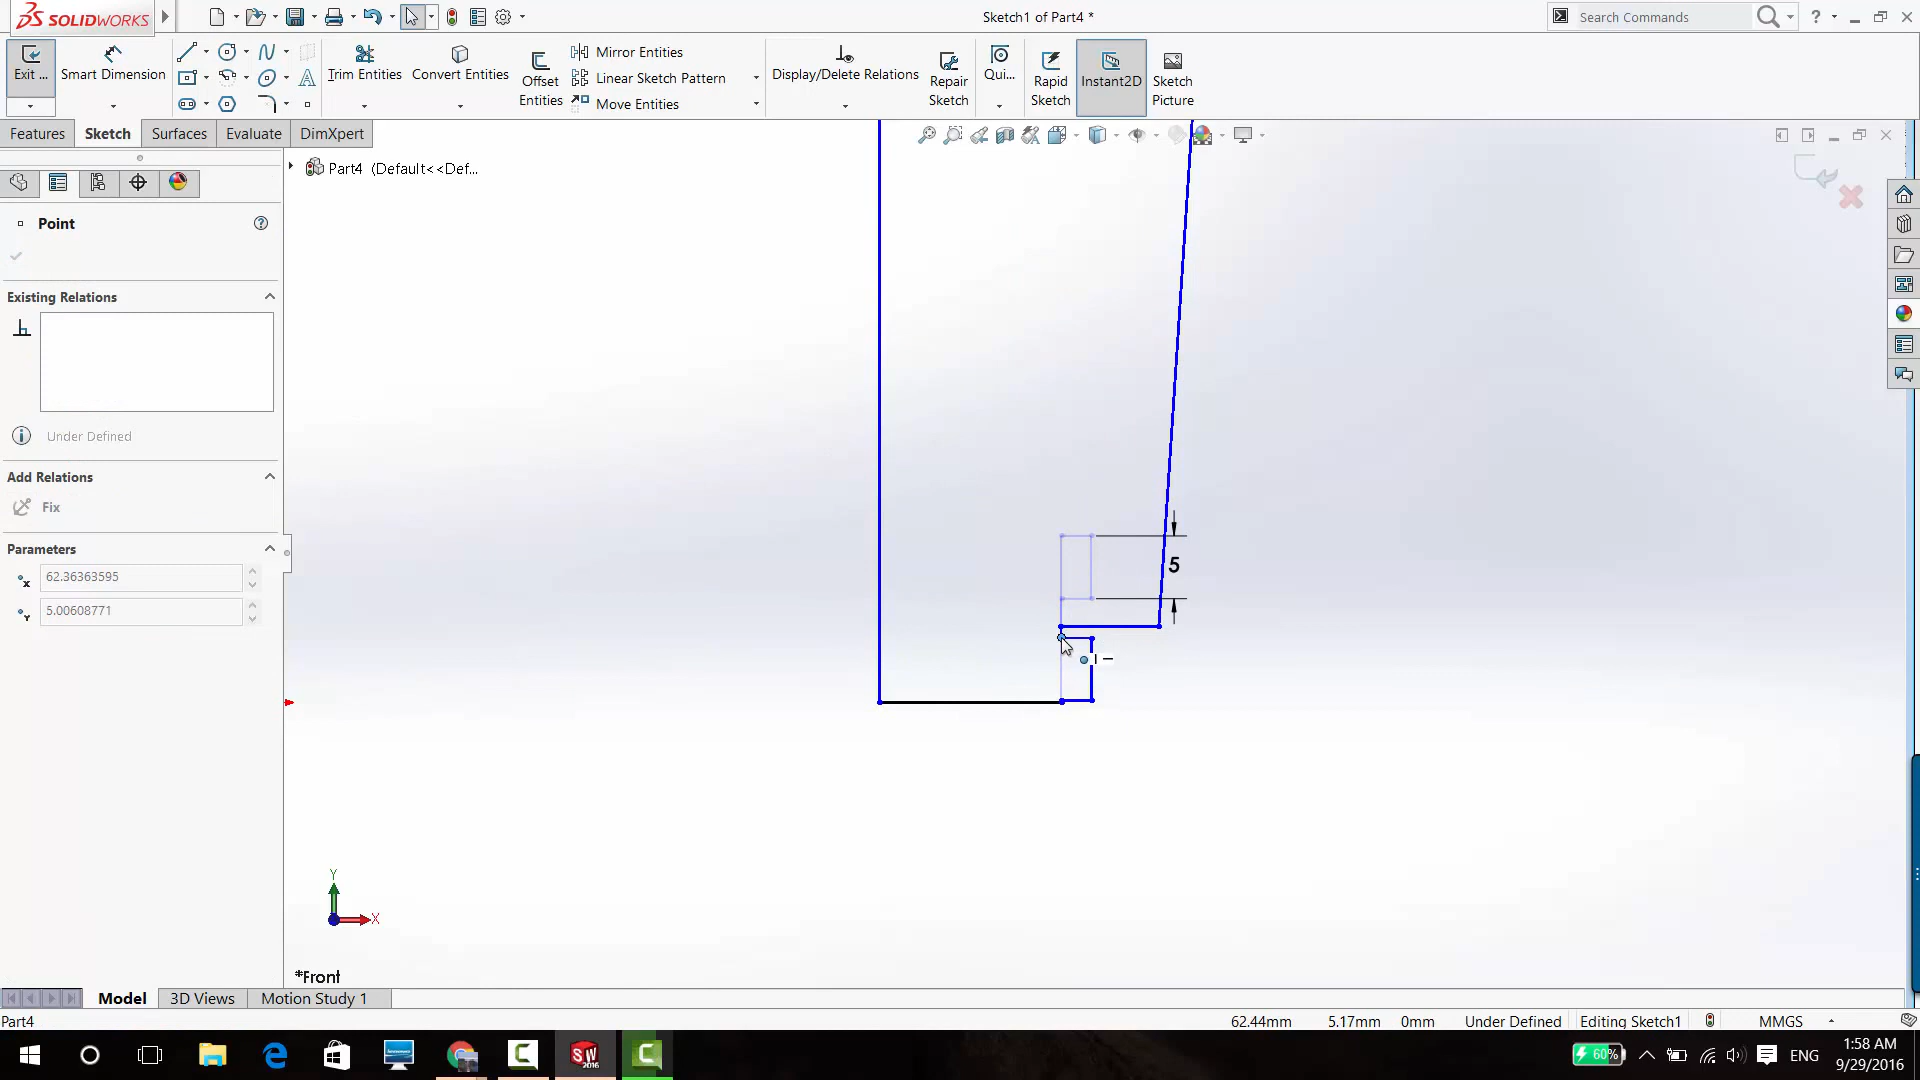 SOLIDWORKS
Sketch1 of Part4 *
Search Commands
Exit ...
Smart Dimension
Trim Entities
Convert Entities
Offset
Entities
Mirror Entities
Linear Sketch Pattern
Move Entities
Display/Delete Relations
Repair
Sketch
Qui...
Rapid
Sketch
Instant2D
Sketch
Picture
Features
Sketch
Surfaces
Evaluate
DimXpert
Part4 (Default<<Def...
Point
Existing Relations
Under Defined
Add Relations
Fix
Parameters
62.36363595
5.00608771
5
Y
X
*Front
Model
3D Views
Motion Study 1
Part4
62.44mm
5.17mm
0mm
Under Defined
Editing Sketch1
MMGS
60%
ENG
1:58 AM
9/29/2016